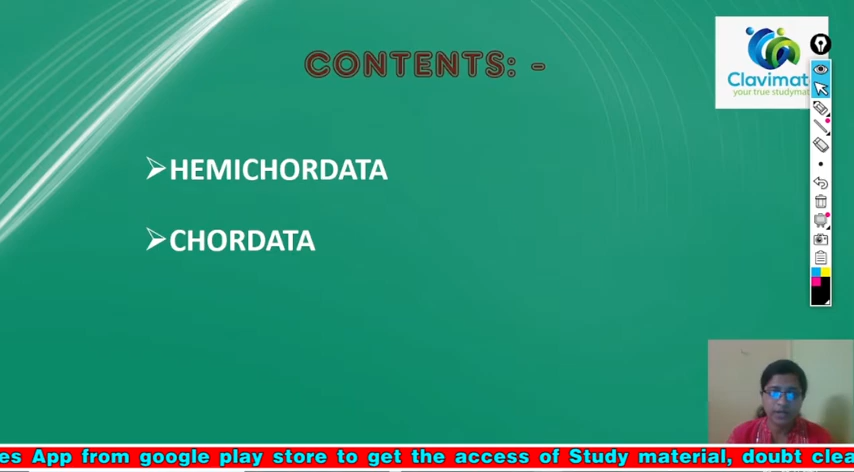 CONTENTS: -
Clavimat
your true studymat
➢HEMICHORDATA
➢CHORDATA
es App from google play store to get the access of Study material, doubt clea